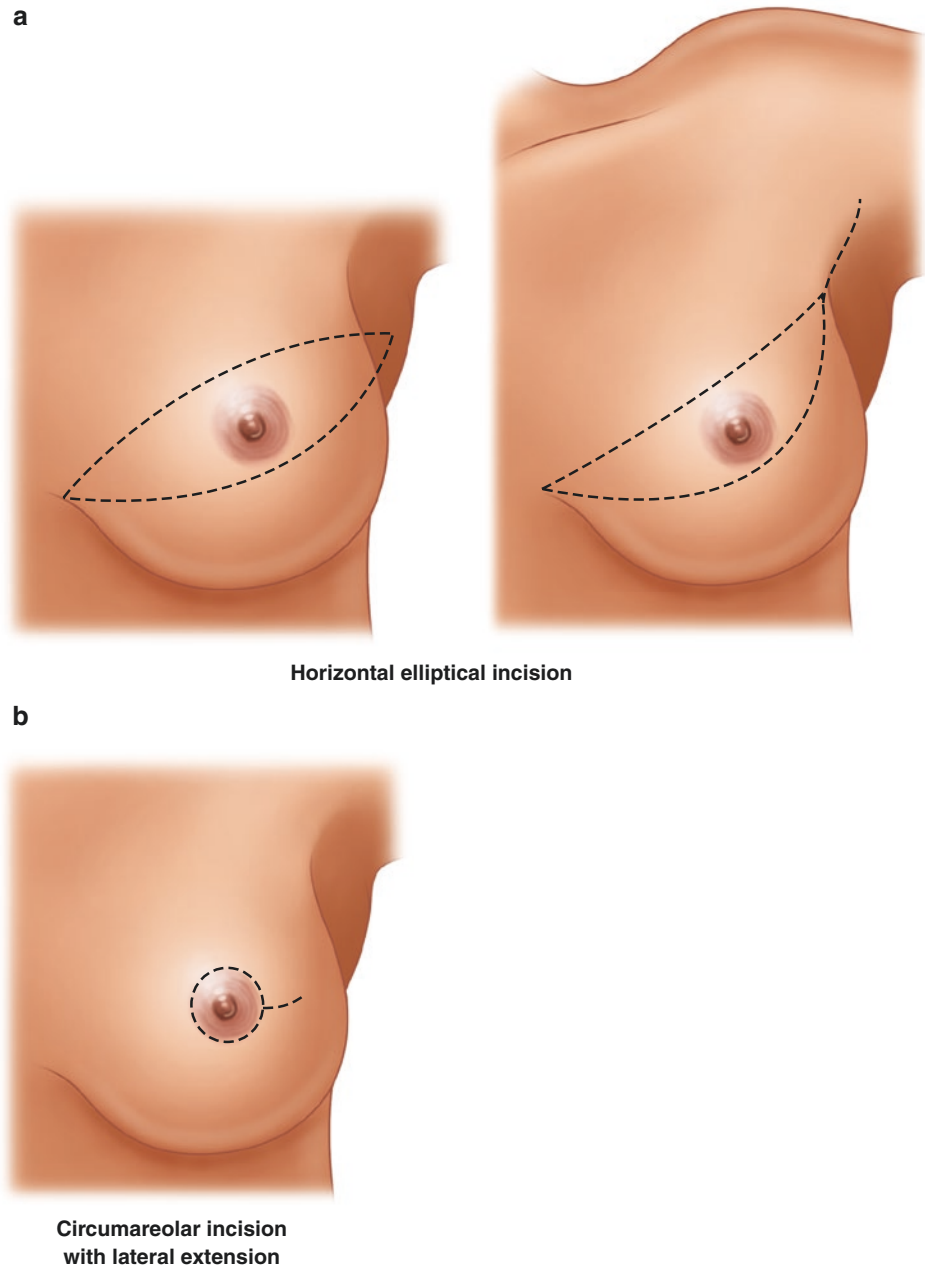 a
Horizontal elliptical incision
b
Circumareolar incision
with lateral extension